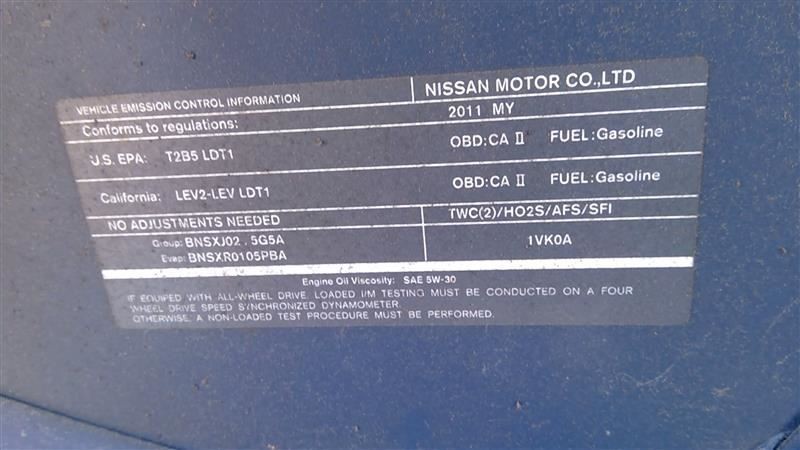 VEHICLE EMISSION CONTROL INFORMATION
NISSAN MOTOR CO.,LTD
Conforms to regulations:
2011 MY
U.S. EPA: T2B5 LDT1
OBD:CA II FUEL:Gasoline
California: LEV2-LEV LDT1
OBD:CA II FUEL:Gasoline
NO ADJUSTMENTS NEEDED
TWC(2)/HO2S/AFS/SFI
Group: BNSXJ02.5G5A
Evap: BNSXR0105PBA
1VK0A
Engine Oil Viscosity: SAE 5W-30
IF EQUIPED WITH ALL-WHEEL DRIVE, LOADED I/M TESTING MUST BE CONDUCTED ON A FOUR
WHEEL DRIVE SPEED SYNCHRONIZED DYNAMOMETER.
OTHERWISE, A NON-LOADED TEST PROCEDURE MUST BE PERFORMED.